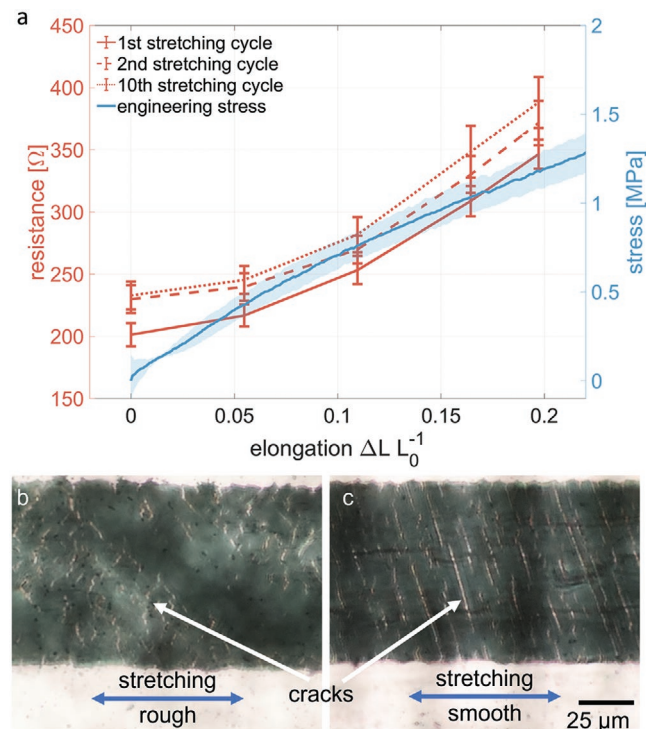 a
450
400
350
300
250
200
150
resistance [Ω]
1st stretching cycle
2nd stretching cycle
10th stretching cycle
engineering stress
2
1.5
1
0.5
0
stress [MPa]
0 0.05 0.1 0.15 0.2
elongation ΔL L₀⁻¹
b
c
cracks
stretching
rough
stretching
smooth
25 μm